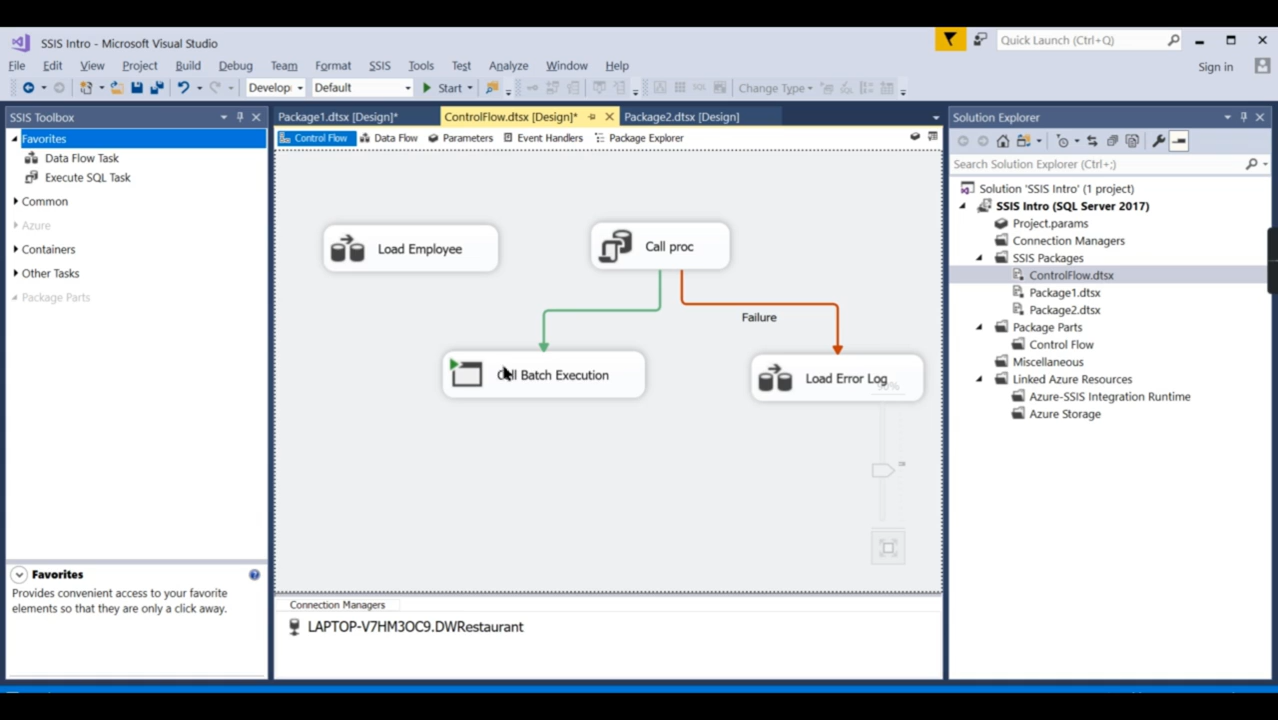 SSIS Intro - Microsoft Visual Studio
Quick Launch (Ctrl+Q)
File Edit View Project Build Debug Team Format SSIS Tools Test Analyze Window Help
Sign in
Develop Default Start Change Type
SSIS Toolbox
Favorites
Data Flow Task
Execute SQL Task
Common
Azure
Containers
Other Tasks
Package Parts
Favorites
Provides convenient access to your favorite
elements so that they are only a click away.
Package1.dtsx [Design]* ControlFlow.dtsx [Design]* Package2.dtsx [Design]
Control Flow Data Flow Parameters Event Handlers Package Explorer
Load Employee
Call proc
Failure
Call Batch Execution
Load Error Log
Connection Managers
LAPTOP-V7HM3OC9.DWRestaurant
Solution Explorer
Search Solution Explorer (Ctrl+;)
Solution 'SSIS Intro' (1 project)
SSIS Intro (SQL Server 2017)
Project.params
Connection Managers
SSIS Packages
ControlFlow.dtsx
Package1.dtsx
Package2.dtsx
Package Parts
Control Flow
Miscellaneous
Linked Azure Resources
Azure-SSIS Integration Runtime
Azure Storage